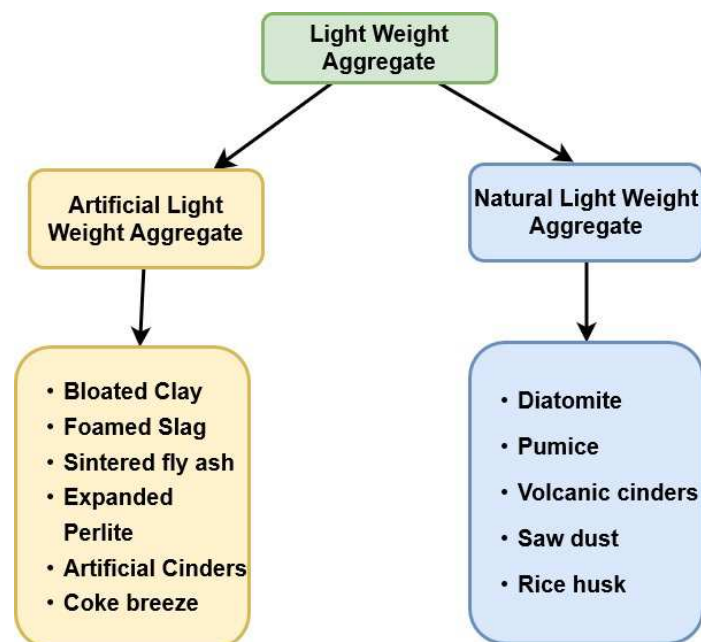 Light Weight
Aggregate
Artificial Light
Weight Aggregate
Natural Light Weight
Aggregate
• Bloated Clay
• Foamed Slag
• Sintered fly ash
• Expanded
Perlite
• Artificial Cinders
• Coke breeze
• Diatomite
• Pumice
• Volcanic cinders
• Saw dust
• Rice husk